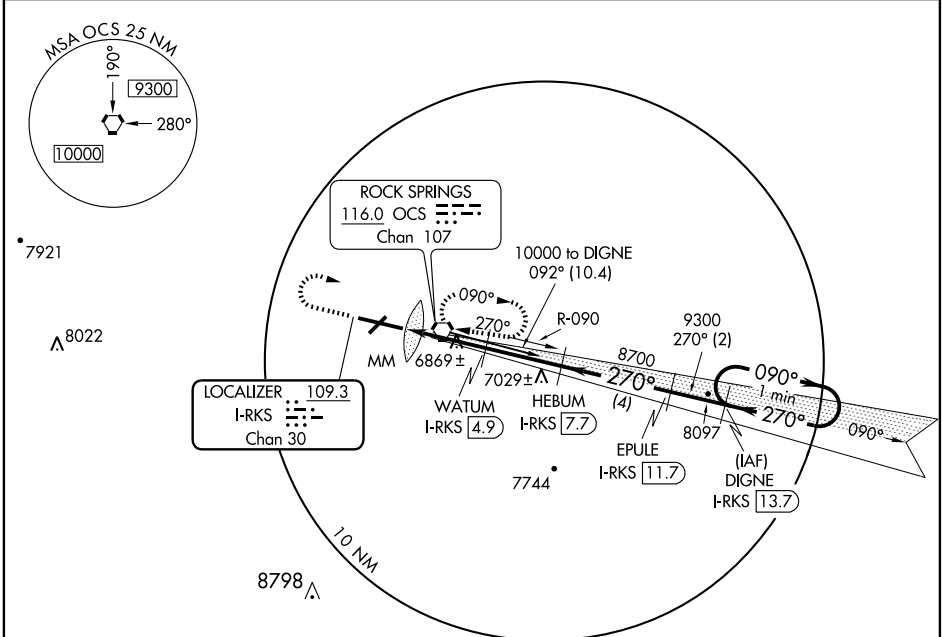 MSA OCS 25 NM
190°
9300
280°
10000
7921
8022
ROCK SPRINGS
116.0 OCS
Chan 107
10000 to DIGNE
092° (10.4)
090°
270°
R-090
9300
270° (2)
8700
MM
6869 ±
7029 ±
270°
(4)
090°
1 min
270°
090°
LOCALIZER 109.3
I-RKS
Chan 30
WATUM
I-RKS 4.9
HEBUM
I-RKS 7.7
EPULE
I-RKS 11.7
8097
(IAF)
DIGNE
I-RKS 13.7
7744
10 NM
8798